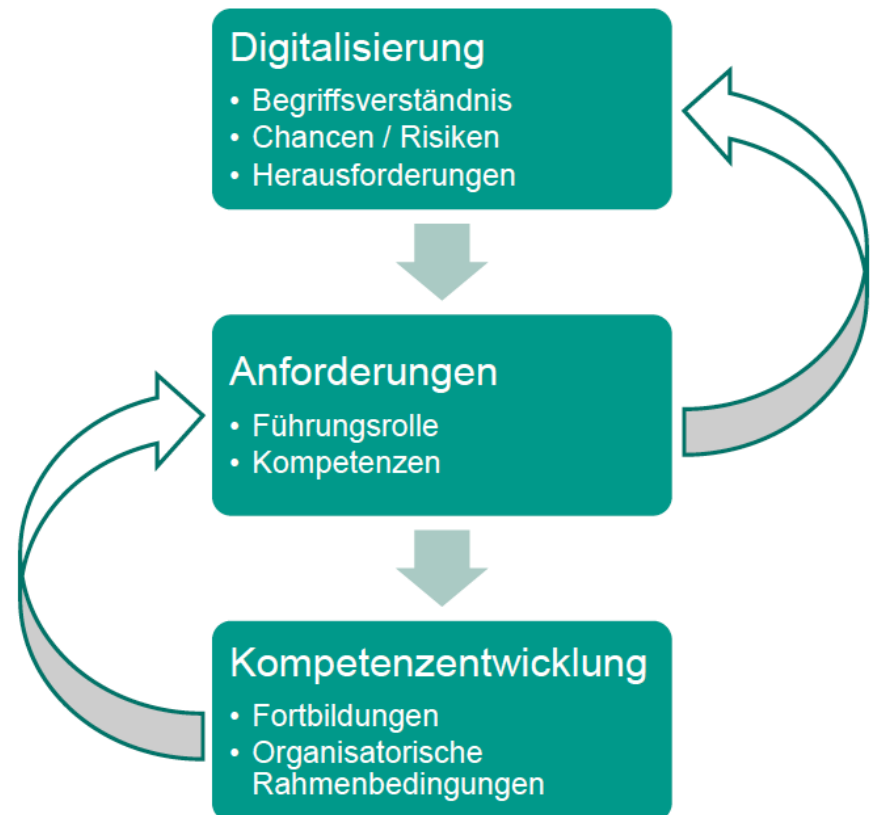 Digitalisierung
• Begriffsverständnis
• Chancen / Risiken
• Herausforderungen
Anforderungen
• Führungsrolle
• Kompetenzen
Kompetenzentwicklung
• Fortbildungen
• Organisatorische
Rahmenbedingungen